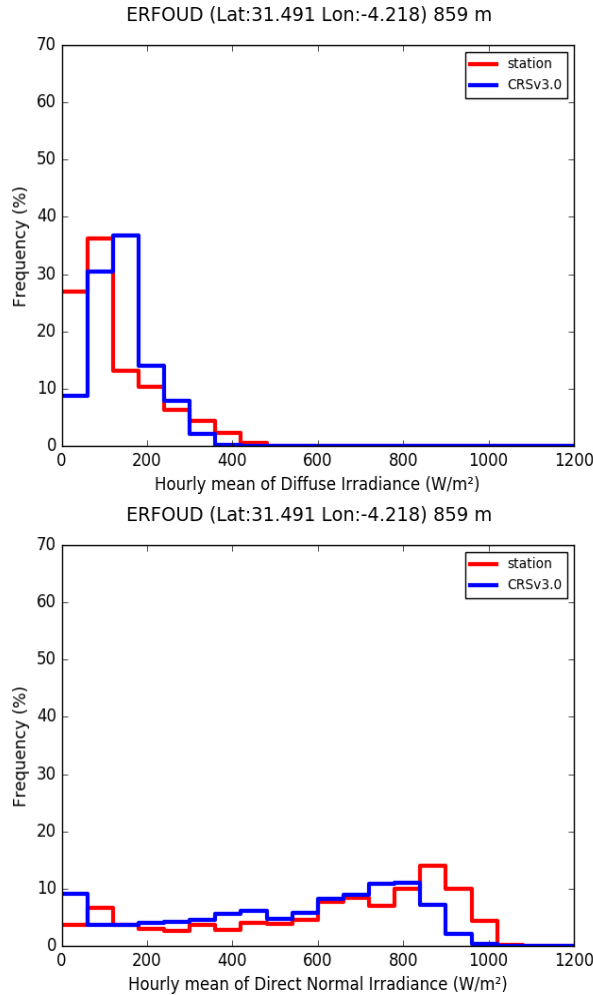 ERFOUD (Lat:31.491 Lon:-4.218) 859 m
70
60
50
40
30
20
10
0
Frequency (%)
station
CRSv3.0
0 200 400 600 800 1000 1200
Hourly mean of Diffuse Irradiance (W/m²)
ERFOUD (Lat:31.491 Lon:-4.218) 859 m
70
60
50
40
30
20
10
0
Frequency (%)
station
CRSv3.0
0 200 400 600 800 1000 1200
Hourly mean of Direct Normal Irradiance (W/m²)